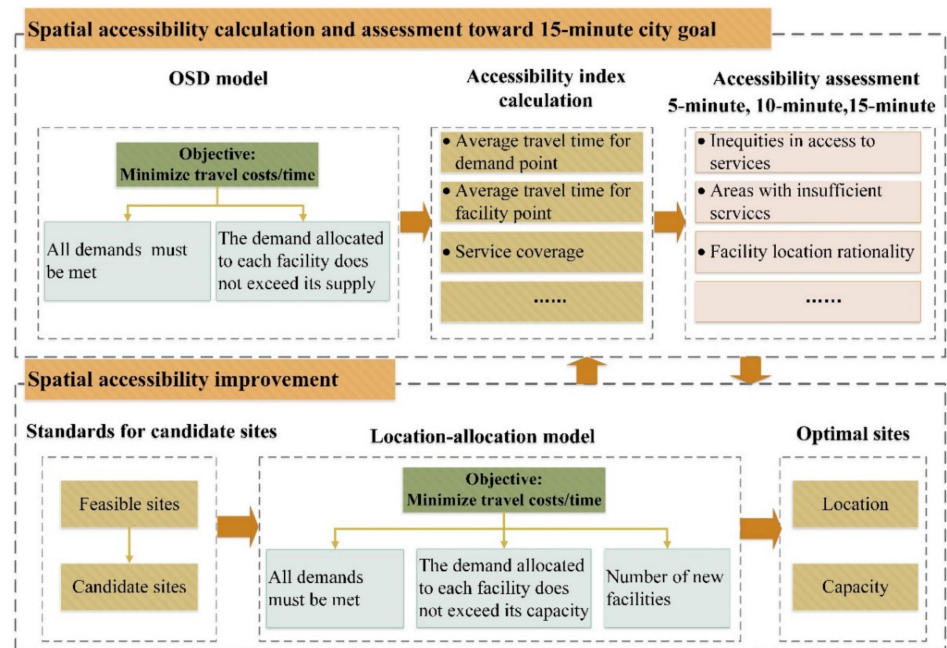 Spatial accessibility calculation and assessment toward 15-minute city goal
OSD model
Accessibility index
calculation
Accessibility assessment
5-minute, 10-minute,15-minute
Objective:
Minimize travel costs/time
All demands must
be met
The demand allocated
to each facility does
not exceed its supply
• Average travel time for
demand point
• Average travel time for
facility point
• Service coverage
......
• Inequities in access to
services
• Areas with insufficient
services
• Facility location rationality
......
Spatial accessibility improvement
Standards for candidate sites
Location-allocation model
Optimal sites
Feasible sites
Candidate sites
Objective:
Minimize travel costs/time
All demands
must be met
The demand allocated
to each facility does
not exceed its capacity
Number of new
facilities
Location
Capacity